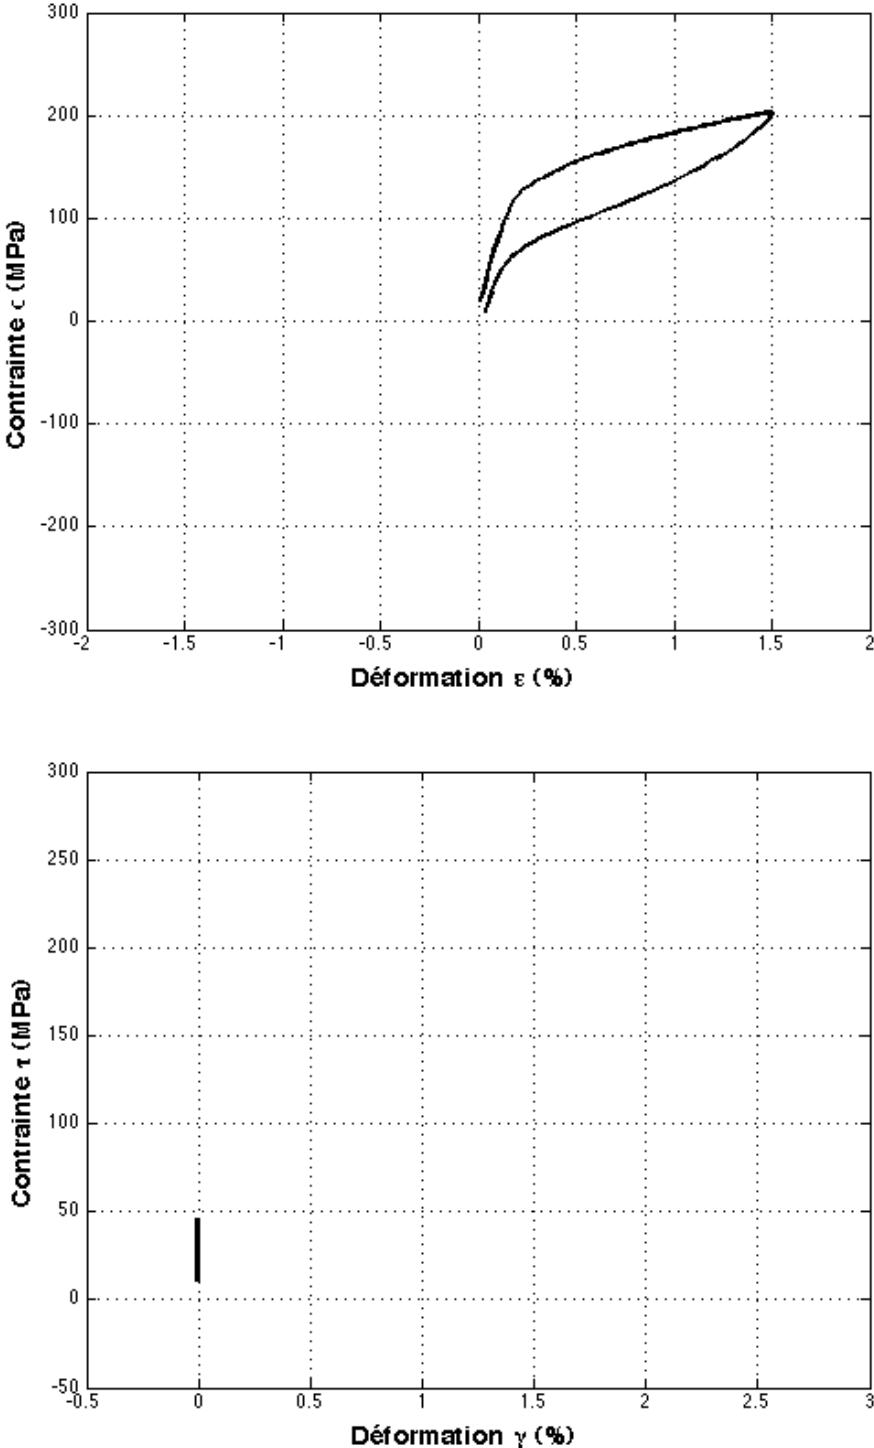 300
200
100
0
-100
-200
-300
-2 -1.5 -1 -0.5 0 0.5 1 1.5 2
Contrainte ς (MPa)
Déformation ε (%)
300
250
200
150
100
50
0
-50
-0.5 0 0.5 1 1.5 2 2.5 3
Contrainte τ (MPa)
Déformation γ (%)